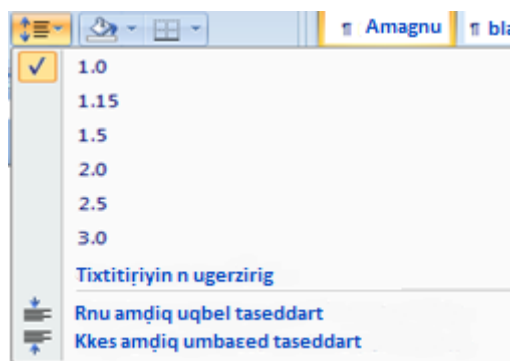 ¶ Amagnu ¶ bla
1.0
1.15
1.5
2.0
2.5
3.0
Tixtitiṛiyin n ugerzirig
Rnu amḍiq uqbel taseddart
Kkes amḍiq umbaɛed taseddart